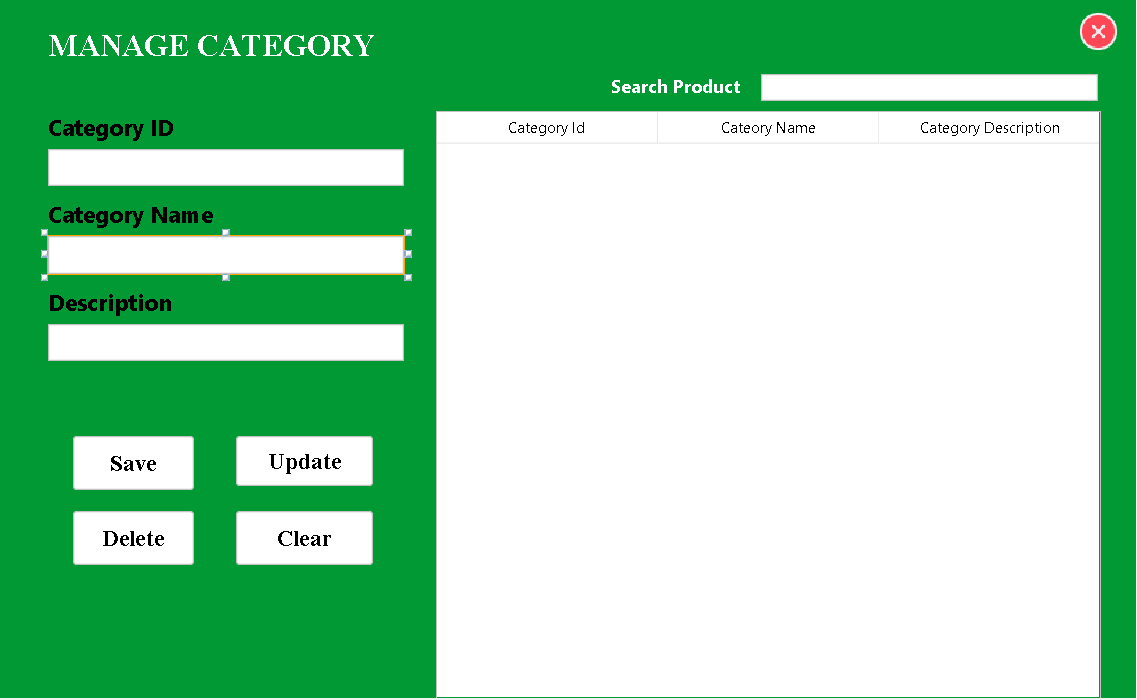 MANAGE CATEGORY
Search Product
Category ID
Category Id Cateory Name Category Description
Category Name
Description
Save Update
Delete Clear